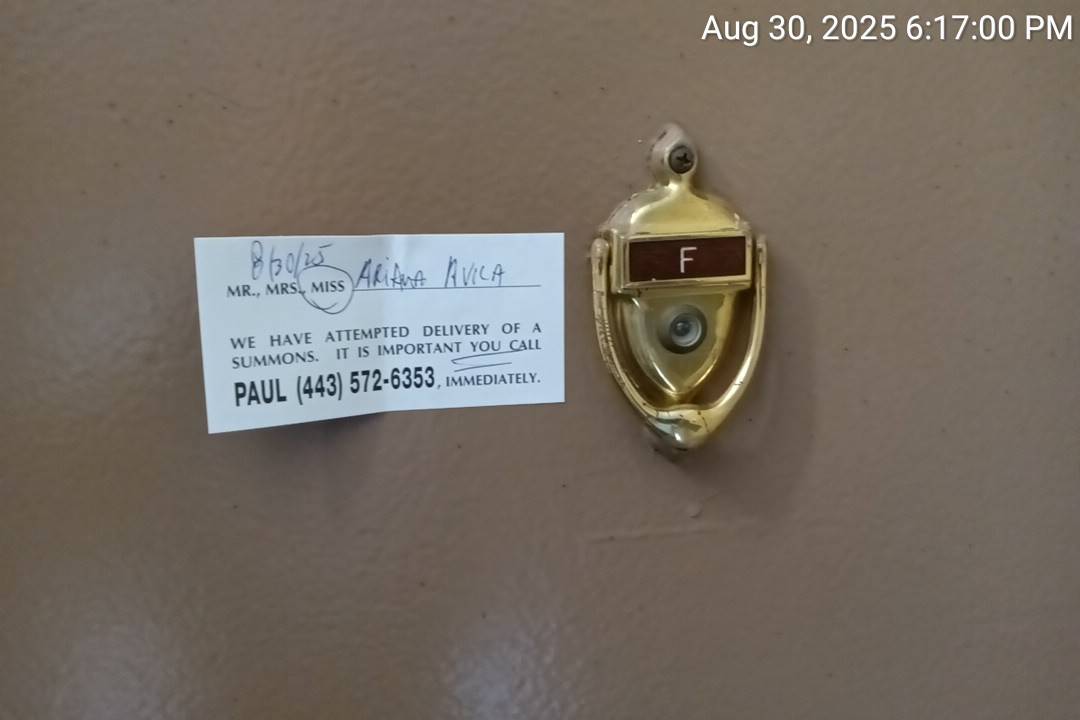 Aug 30, 2025 6:17:00 PM
8/30/25
MR., MRS., MISS ARIANA AVILA
WE HAVE ATTEMPTED DELIVERY OF A
SUMMONS. IT IS IMPORTANT YOU CALL
PAUL (443) 572-6353, IMMEDIATELY.
F